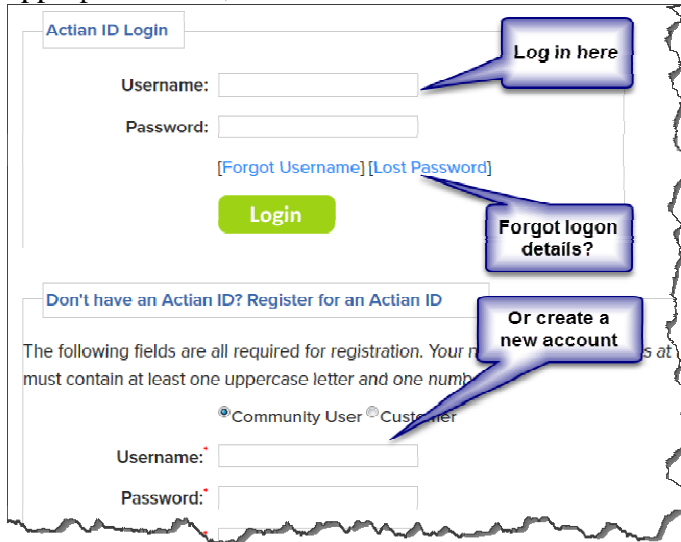 Actian ID Login
Log in here
Username:
Password:
[Forgot Username] [Lost Password]
Login
Forgot logon
details?
Don't have an Actian ID? Register for an Actian ID
Or create a
new account
The following fields are all required for registration. Your s at
must contain at least one uppercase letter and one
Community User Customer
Username:*
Password:*
*